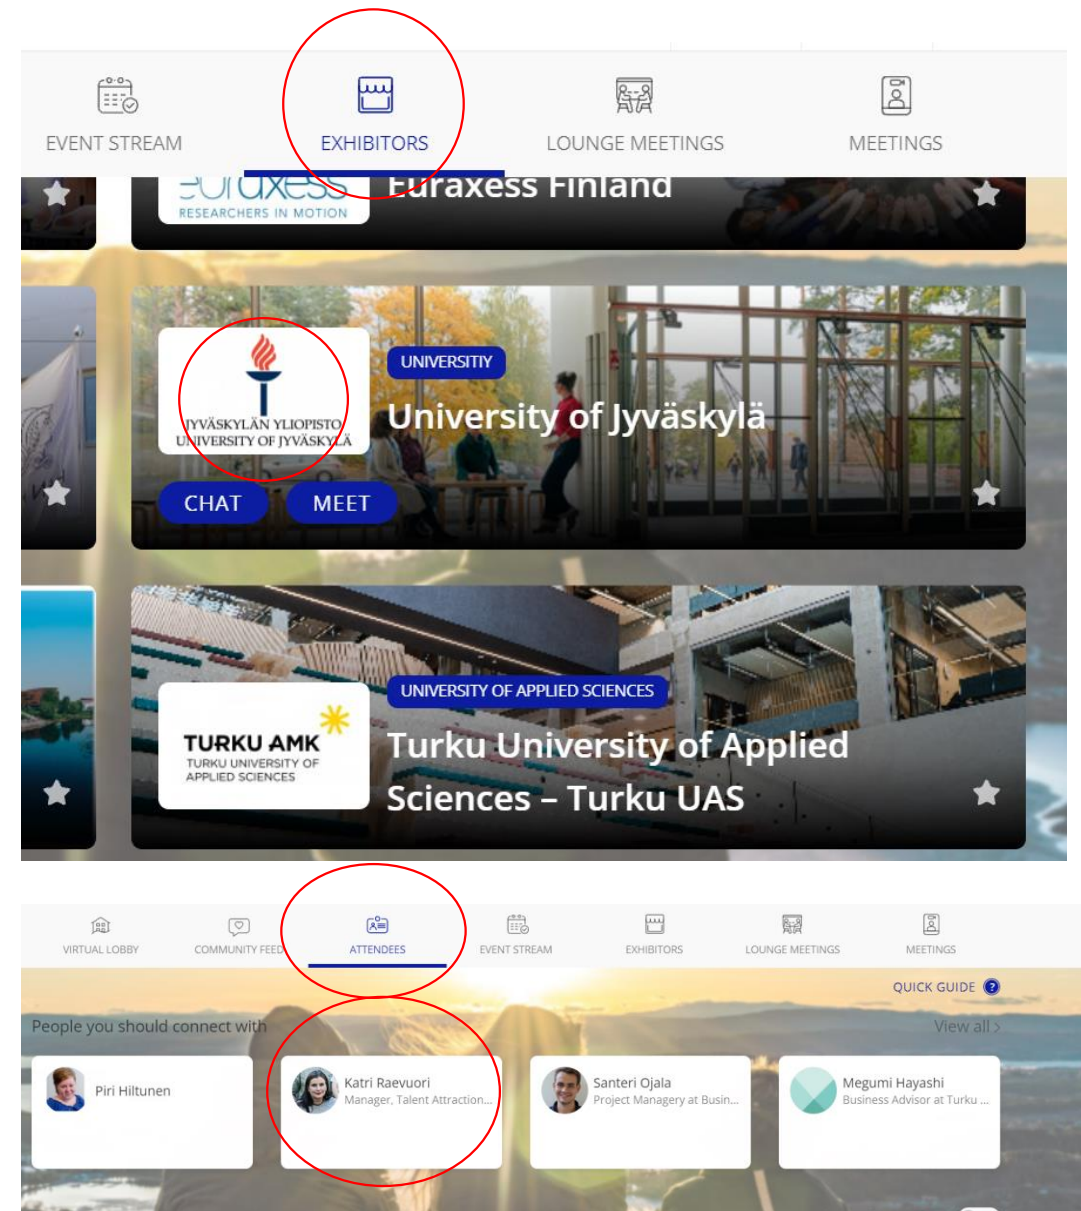 EVENT STREAM
EXHIBITORS
LOUNGE MEETINGS
MEETINGS
euraxess
RESEARCHERS IN MOTION
Euraxess Finland
UNIVERSITIY
JYVÄSKYLÄN YLIOPISTO
UNIVERSITY OF JYVÄSKYLÄ
University of Jyväskylä
CHAT
MEET
UNIVERSITY OF APPLIED SCIENCES
TURKU AMK
TURKU UNIVERSITY OF
APPLIED SCIENCES
Turku University of Applied
Sciences – Turku UAS
VIRTUAL LOBBY
COMMUNITY FEED
ATTENDEES
EVENT STREAM
EXHIBITORS
LOUNGE MEETINGS
MEETINGS
QUICK GUIDE ?
People you should connect with
View all >
Piri Hiltunen
Katri Raevuori
Manager, Talent Attraction...
Santeri Ojala
Project Managery at Busin...
Megumi Hayashi
Business Advisor at Turku ...